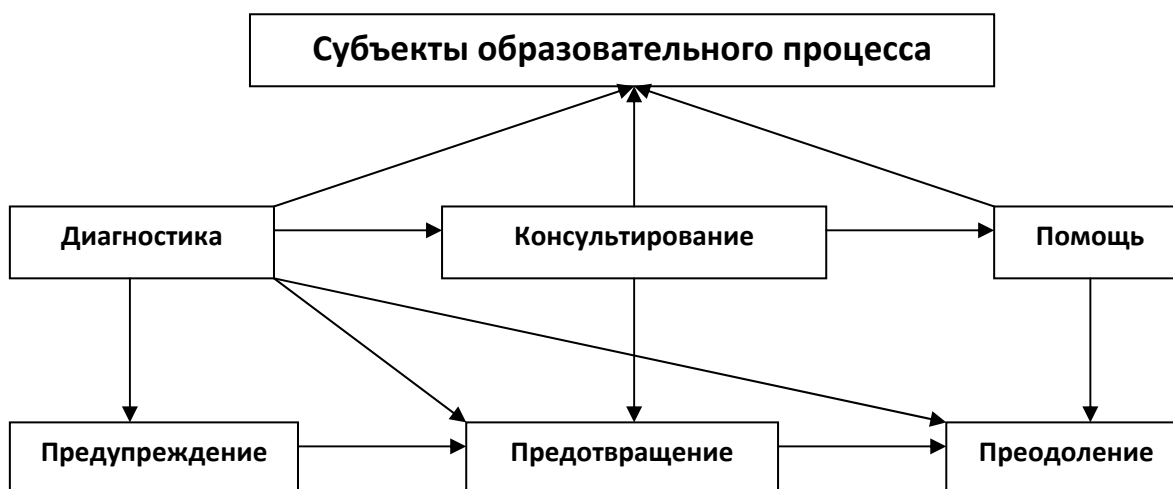 Субъекты образовательного процесса
Диагностика
Консультирование
Помощь
Предупреждение
Предотвращение
Преодоление